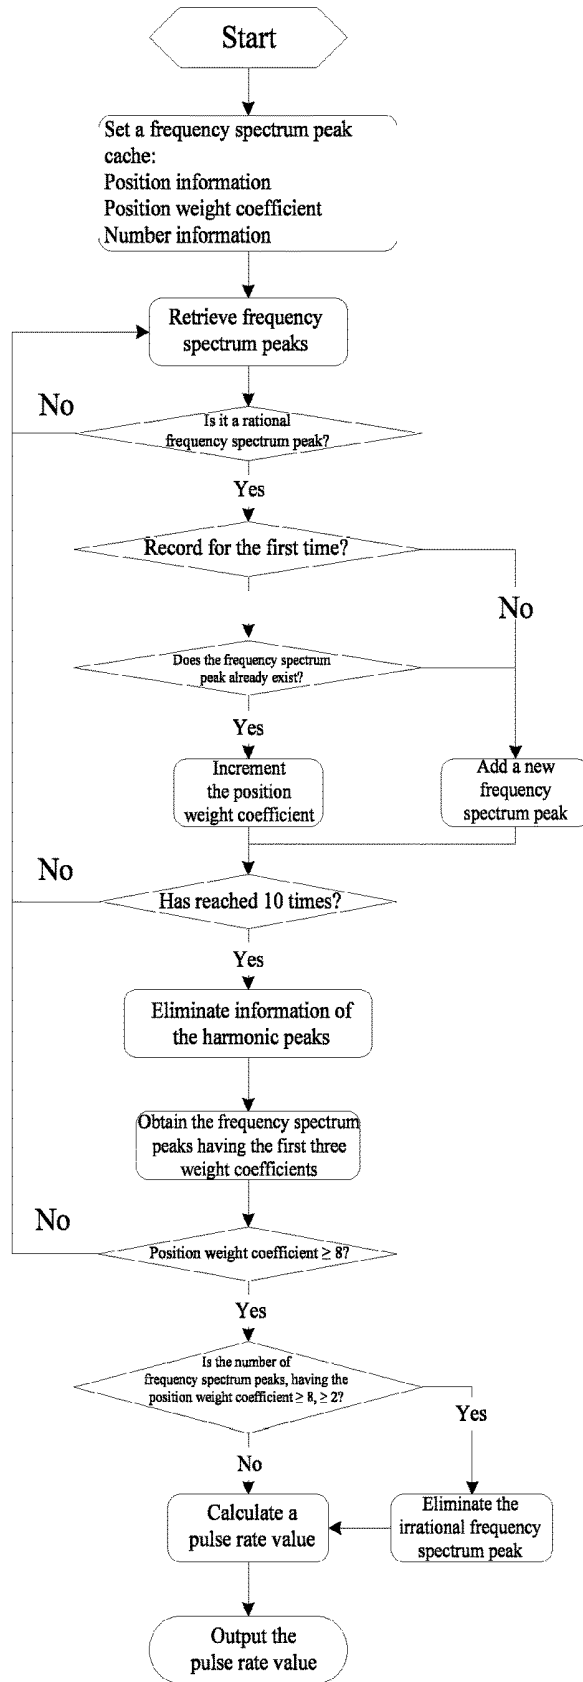 Start
Set a frequency spectrum peak
cache:
Position information
Position weight coefficient
Number information
Retrieve frequency
spectrum peaks
No
Is it a rational
frequency spectrum peak?
Yes
Record for the first time?
No
Does the frequency spectrum
peak already exist?
Yes
Increment
the position
weight coefficient
Add a new
frequency
spectrum peak
No
Has reached 10 times?
Yes
Eliminate information of
the harmonic peaks
Obtain the frequency spectrum
peaks having the first three
weight coefficients
No
Position weight coefficient ≥ 8?
Yes
Is the number of
frequency spectrum peaks, having the
position weight coefficient ≥ 8, ≥ 2?
Yes
No
Calculate a
pulse rate value
Eliminate the
irrational frequency
spectrum peak
Output the
pulse rate value